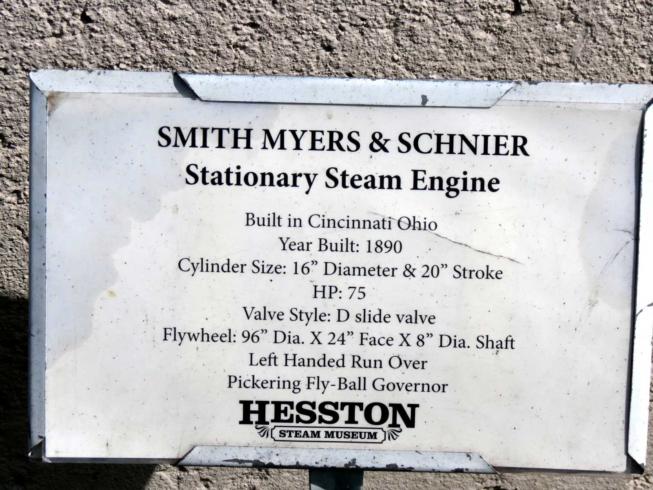 SMITH MYERS & SCHNIER
Stationary Steam Engine
Built in Cincinnati Ohio
Year Built: 1890
Cylinder Size: 16” Diameter & 20” Stroke
HP: 75
Valve Style: D slide valve
Flywheel: 96” Dia. X 24” Face X 8” Dia. Shaft
Left Handed Run Over
Pickering Fly-Ball Governor
HESSTON
STEAM MUSEUM